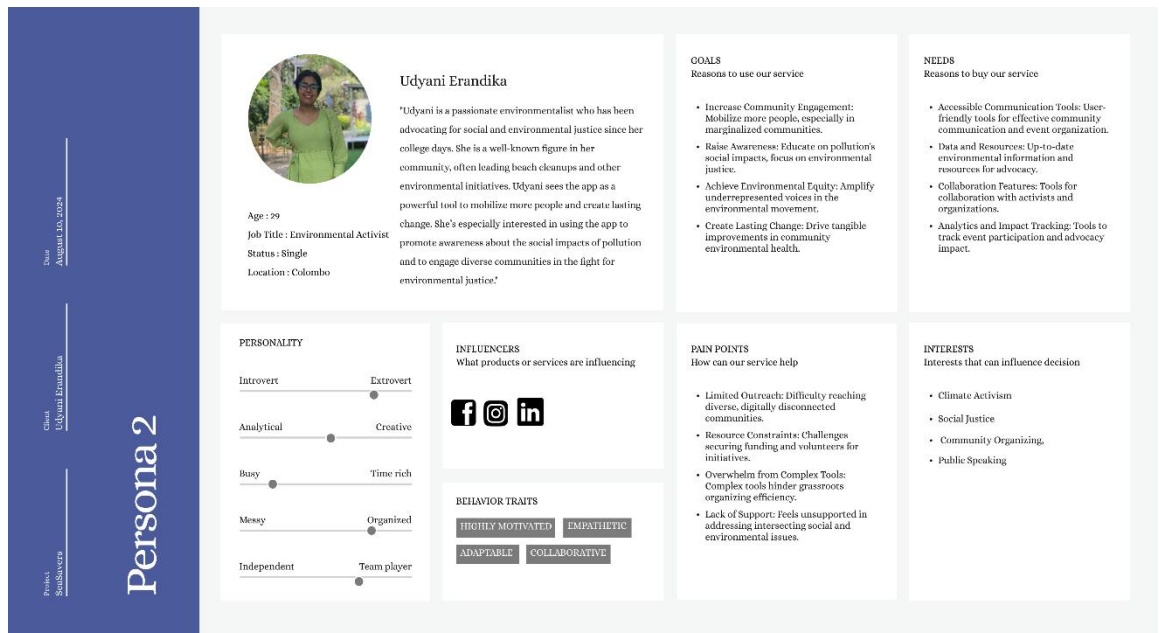 Date
August 10, 2024
Client
Udyani Erandika
Project
SeaSavers
Persona 2
Udyani Erandika
"Udyani is a passionate environmentalist who has been
advocating for social and environmental justice since her
college days. She is a well-known figure in her
community, often leading beach cleanups and other
environmental initiatives. Udyani sees the app as a
powerful tool to mobilize more people and create lasting
change. She's especially interested in using the app to
promote awareness about the social impacts of pollution
and to engage diverse communities in the fight for
environmental justice."
Age : 29
Job Title : Environmental Activist
Status : Single
Location : Colombo
GOALS
Reasons to use our service
• Increase Community Engagement:
Mobilize more people, especially in
marginalized communities.
• Raise Awareness: Educate on pollution's
social impacts, focus on environmental
justice.
• Achieve Environmental Equity: Amplify
underrepresented voices in the
environmental movement.
• Create Lasting Change: Drive tangible
improvements in community
environmental health.
NEEDS
Reasons to buy our service
• Accessible Communication Tools: User-
friendly tools for effective community
communication and event organization.
• Data and Resources: Up-to-date
environmental information and
resources for advocacy.
• Collaboration Features: Tools for
collaboration with activists and
organizations.
• Analytics and Impact Tracking: Tools to
track event participation and advocacy
impact.
PERSONALITY
Introvert Extrovert
Analytical Creative
Busy Time rich
Messy Organized
Independent Team player
INFLUENCERS
What products or services are influencing
BEHAVIOR TRAITS
HIGHLY MOTIVATED EMPATHETIC
ADAPTABLE COLLABORATIVE
PAIN POINTS
How can our service help
• Limited Outreach: Difficulty reaching
diverse, digitally disconnected
communities.
• Resource Constraints: Challenges
securing funding and volunteers for
initiatives.
• Overwhelm from Complex Tools:
Complex tools hinder grassroots
organizing efficiency.
• Lack of Support: Feels unsupported in
addressing intersecting social and
environmental issues.
INTERESTS
Interests that can influence decision
• Climate Activism
• Social Justice
• Community Organizing,
• Public Speaking